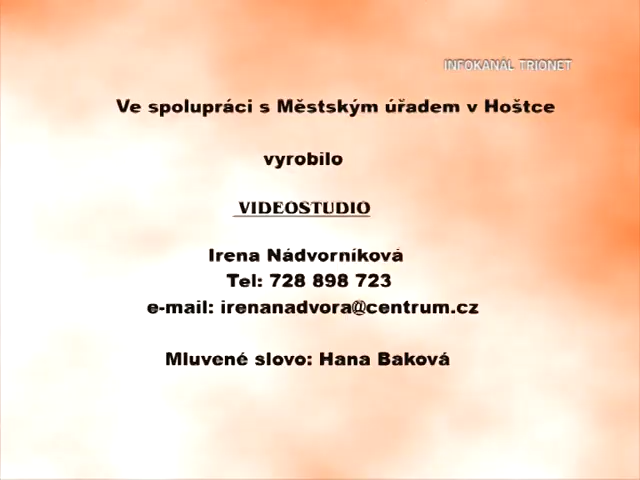 INFOKANÁL TRIONET
Ve spolupráci s Městským úřadem v Hoštce
vyrobilo
VIDEOSTUDIO
Irena Nádvorníková
Tel: 728 898 723
e-mail: irenanadvora@centrum.cz
Mluvené slovo: Hana Baková